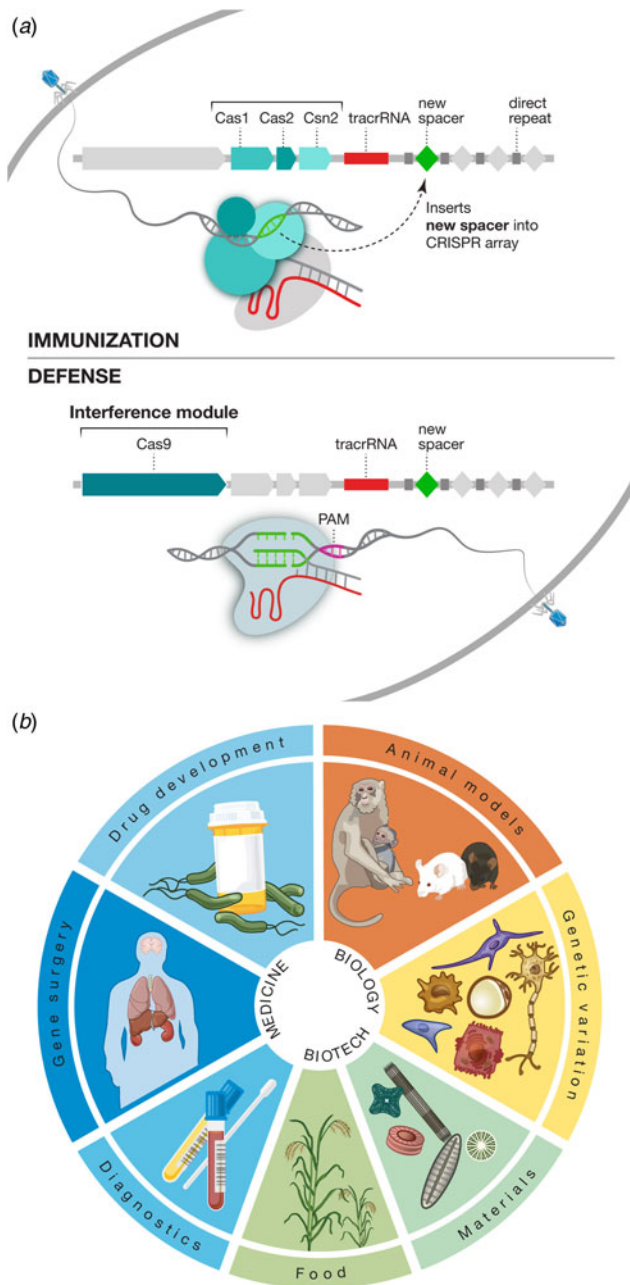 (a)
Cas1 Cas2 Csn2 tracrRNA new spacer direct repeat
Inserts
new spacer into
CRISPR array
IMMUNIZATION
DEFENSE
Interference module
Cas9 tracrRNA new spacer
PAM
(b)
Drug development
Animal models
Gene surgery
Genetic variation
MEDICINE
BIOLOGY
BIOTECH
Diagnostics
Materials
Food